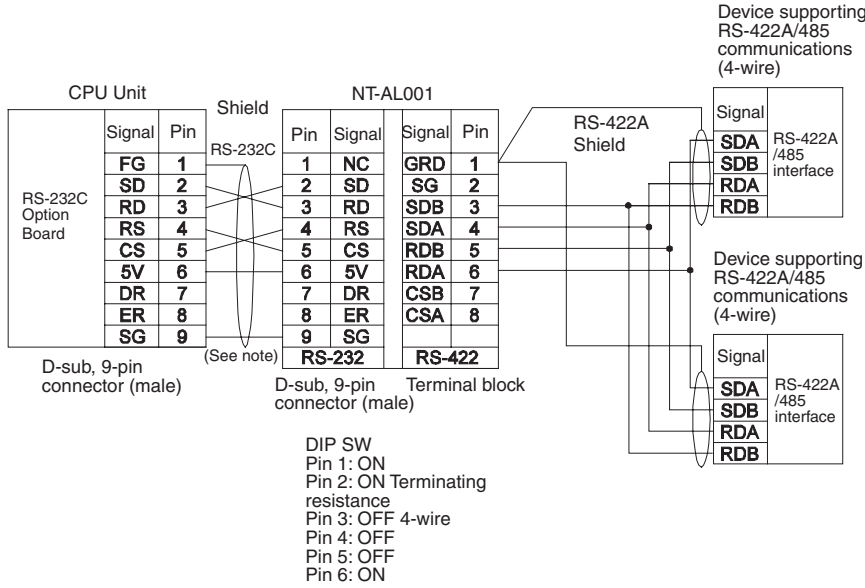 Device supporting
RS-422A/485
communications
(4-wire)
CPU Unit
Shield
NT-AL001
RS-232C
Option
Board
Signal Pin
FG 1
SD 2
RD 3
RS 4
CS 5
5V 6
DR 7
ER 8
SG 9
RS-232C
(See note)
D-sub, 9-pin
connector (male)
Pin Signal
1 NC
2 SD
3 RD
4 RS
5 CS
6 5V
7 DR
8 ER
9 SG
RS-232
Signal Pin
GRD 1
SG 2
SDB 3
SDA 4
RDB 5
RDA 6
CSB 7
CSA 8
RS-422
D-sub, 9-pin
connector (male)
Terminal block
RS-422A
Shield
Signal
SDA
SDB
RDA
RDB
RS-422A
/485
interface
Device supporting
RS-422A/485
communications
(4-wire)
Signal
SDA
SDB
RDA
RDB
RS-422A
/485
interface
DIP SW
Pin 1: ON
Pin 2: ON Terminating
resistance
Pin 3: OFF 4-wire
Pin 4: OFF
Pin 5: OFF
Pin 6: ON